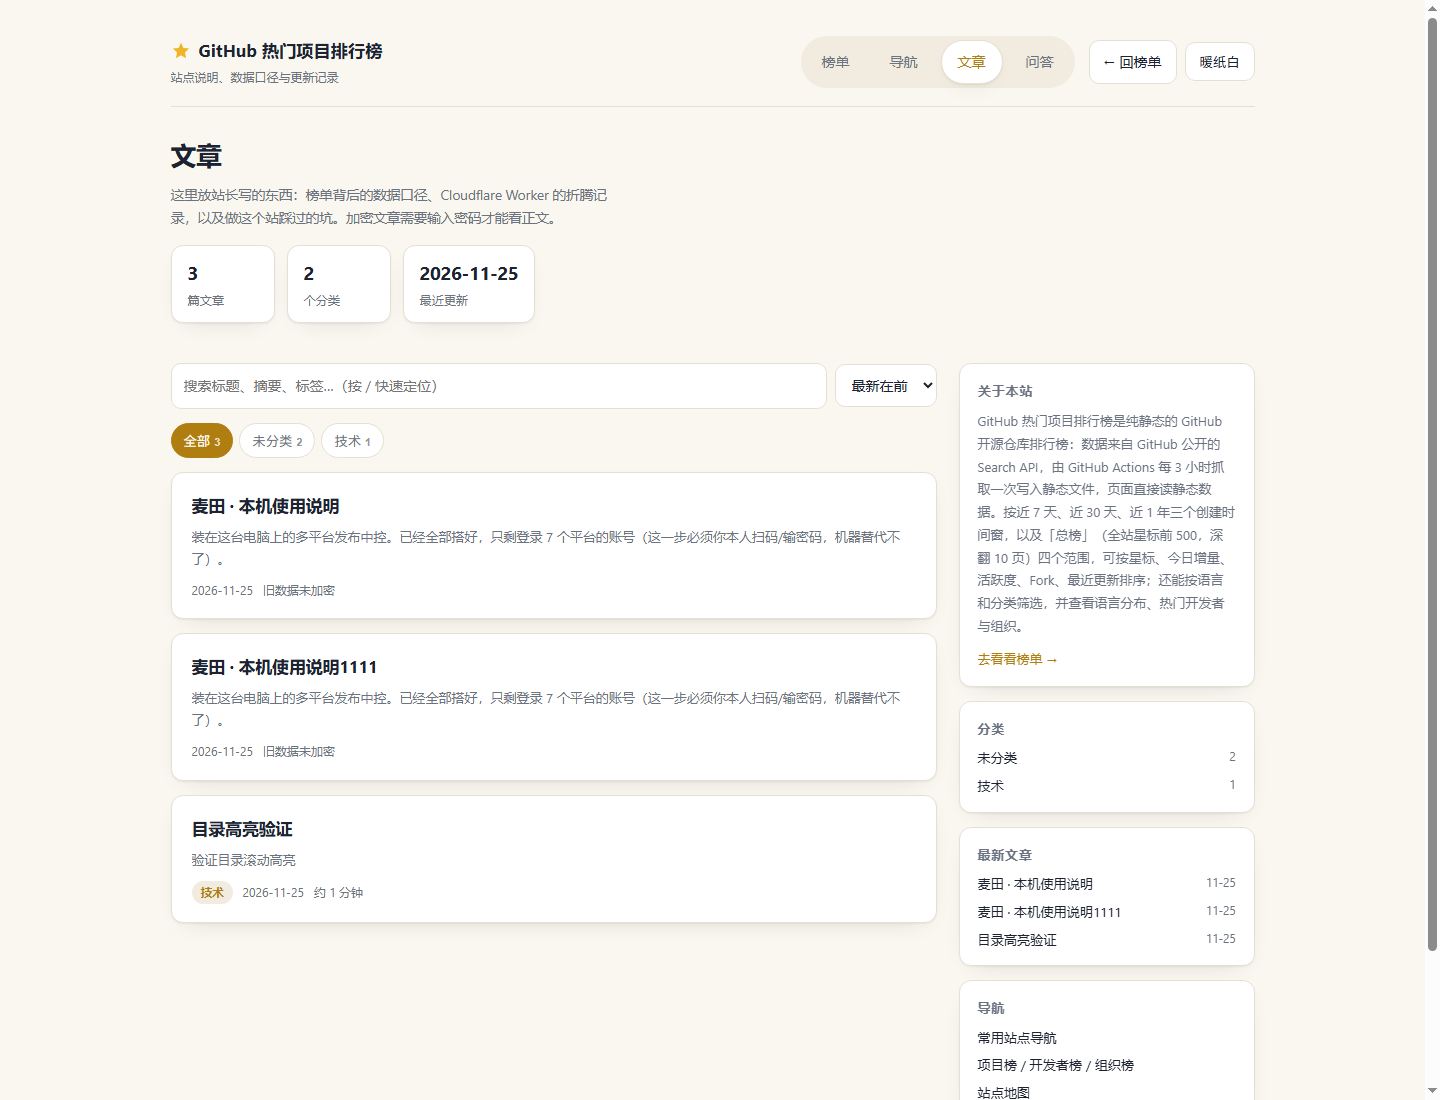 GitHub 热门项目排行榜
站点说明、数据口径与更新记录
榜单
导航
文章
问答
← 回榜单
暖纸白
文章
这里放站长写的东西：榜单背后的数据口径、Cloudflare Worker 的折腾记
录，以及做这个站踩过的坑。加密文章需要输入密码才能看正文。
3
篇文章
2
个分类
2026-11-25
最近更新
搜索标题、摘要、标签…（按 / 快速定位）
最新在前
全部 3
未分类 2
技术 1
麦田 · 本机使用说明
装在这台电脑上的多平台发布中控。已经全部搭好，只剩登录 7 个平台的账号（这一步必须你本人扫码/输密码，机器替代不
了）。
2026-11-25 旧数据未加密
麦田 · 本机使用说明1111
装在这台电脑上的多平台发布中控。已经全部搭好，只剩登录 7 个平台的账号（这一步必须你本人扫码/输密码，机器替代不
了）。
2026-11-25 旧数据未加密
目录高亮验证
验证目录滚动高亮
技术 2026-11-25 约 1 分钟
关于本站
GitHub 热门项目排行榜是纯静态的 GitHub
开源仓库排行榜：数据来自 GitHub 公开的
Search API，由 GitHub Actions 每 3 小时抓
取一次写入静态文件，页面直接读静态数
据。按近 7 天、近 30 天、近 1 年三个创建时
间窗，以及「总榜」（全站星标前 500，深
翻 10 页）四个范围，可按星标、今日增量、
活跃度、Fork、最近更新排序；还能按语言
和分类筛选，并查看语言分布、热门开发者
与组织。
去看看榜单 →
分类
未分类 2
技术 1
最新文章
麦田 · 本机使用说明 11-25
麦田 · 本机使用说明1111 11-25
目录高亮验证 11-25
导航
常用站点导航
项目榜 / 开发者榜 / 组织榜
站点地图